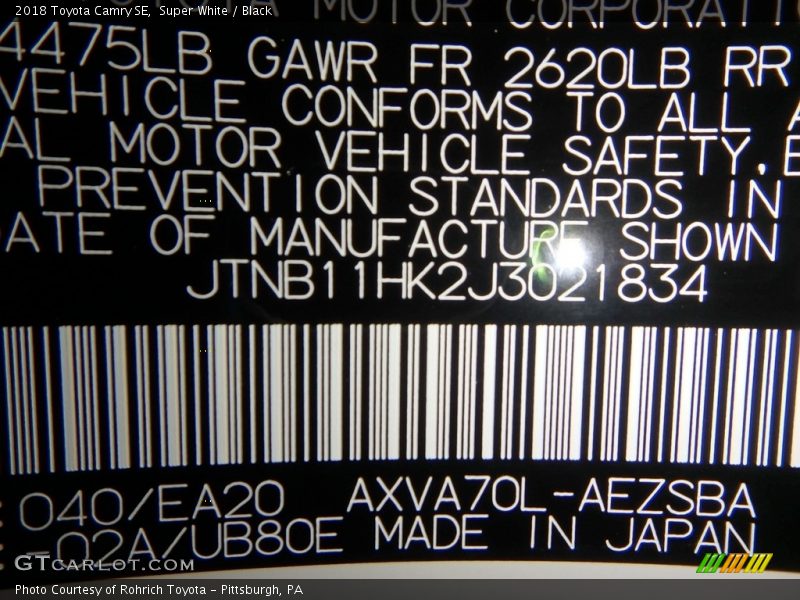 2018 Toyota Camry SE, Super White / Black
MOTOR CORPORATI
4475LB GAWR FR 2620LB RR
VEHICLE CONFORMS TO ALL A
AL MOTOR VEHICLE SAFETY, B
PREVENTION STANDARDS IN
ATE OF MANUFACTURE SHOWN
JTNB11HK2J3021834
040/EA20 AXVA70L-AEZSBA
-02A/UB80E MADE IN JAPAN
GTCARLOT.COM
Photo Courtesy of Rohrich Toyota - Pittsburgh, PA